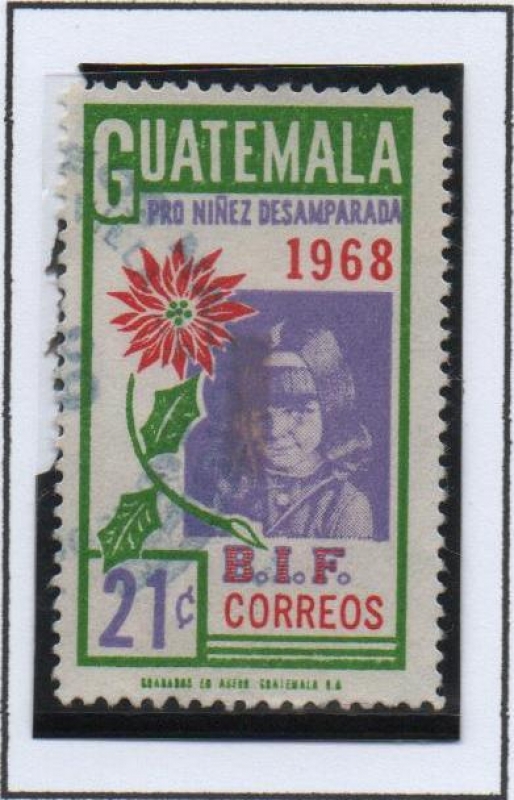 GUATEMALA
PRO NIÑEZ DESAMPARADA
1968
B.I.F.
21¢ CORREOS
GRABADOS EN ACERO GUATEMALA S.A